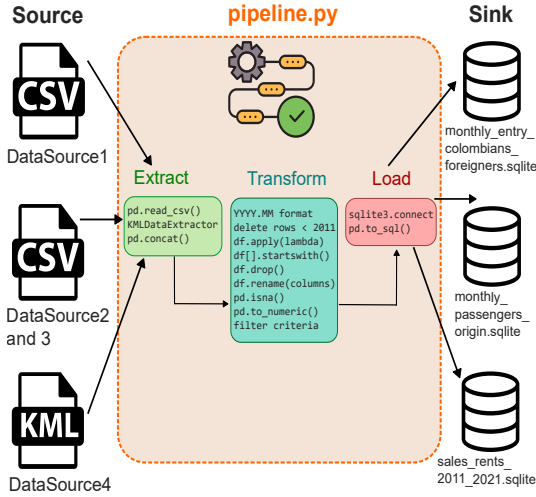 Source
pipeline.py
Sink
CSV
DataSource1
CSV
DataSource2
and 3
KML
DataSource4
Extract
pd.read_csv()
KMLDataExtractor
pd.concat()
Transform
YYYY.MM format
delete rows < 2011
df.apply(lambda)
df[].startswith()
df.drop()
df.rename(columns)
pd.isna()
pd.to_numeric()
filter criteria
Load
sqlite3.connect
pd.to_sql()
monthly_entry_
colombians_
foreigners.sqlite
monthly_
passengers_
origin.sqlite
sales_rents_
2011_2021.sqlite